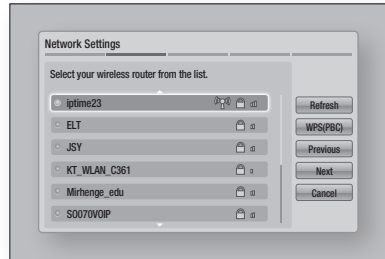 Network Settings
Select your wireless router from the list.
iptime23
ELT
JSY
KT_WLAN_C361
Mirhenge_edu
SO070VOIP
Refresh
WPS(PBC)
Previous
Next
Cancel